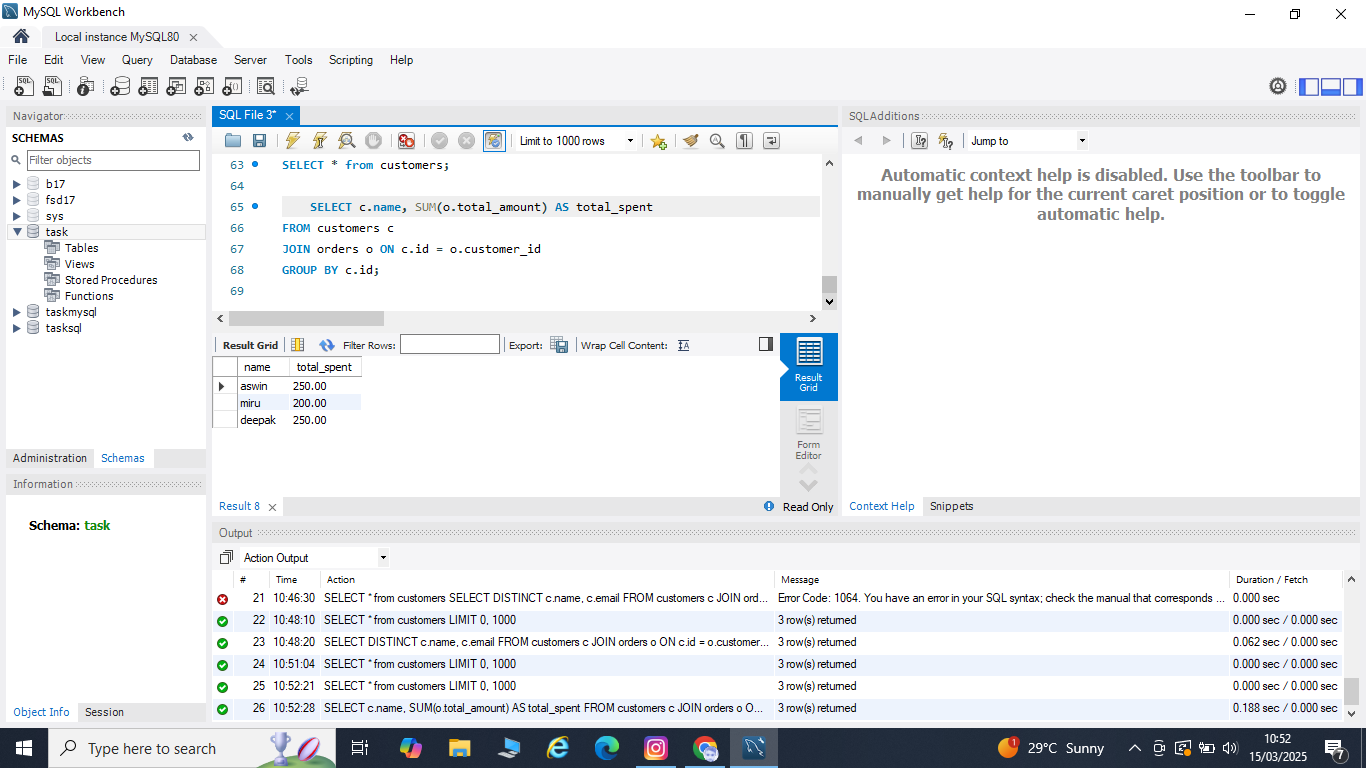 MySQL Workbench
Local instance MySQL80
File Edit View Query Database Server Tools Scripting Help
Navigator
SCHEMAS
Filter objects
b17
fsd17
sys
task
Tables
Views
Stored Procedures
Functions
taskmysql
tasksql
Administration Schemas
Information
Schema: task
Object Info Session
SQL File 3*
Limit to 1000 rows
63 SELECT * from customers;
64
65 SELECT c.name, SUM(o.total_amount) AS total_spent
66 FROM customers c
67 JOIN orders o ON c.id = o.customer_id
68 GROUP BY c.id;
69
Result Grid Filter Rows: Export: Wrap Cell Content:
name total_spent
aswin 250.00
miru 200.00
deepak 250.00
Result Grid
Form Editor
Result 8 Read Only
SQLAdditions
Jump to
Automatic context help is disabled. Use the toolbar to
manually get help for the current caret position or to toggle
automatic help.
Context Help Snippets
Output
Action Output
# Time Action Message Duration / Fetch
21 10:46:30 SELECT * from customers SELECT DISTINCT c.name, c.email FROM customers c JOIN ord... Error Code: 1064. You have an error in your SQL syntax; check the manual that corresponds ... 0.000 sec
22 10:48:10 SELECT * from customers LIMIT 0, 1000 3 row(s) returned 0.000 sec / 0.000 sec
23 10:48:20 SELECT DISTINCT c.name, c.email FROM customers c JOIN orders o ON c.id = o.customer... 3 row(s) returned 0.062 sec / 0.000 sec
24 10:51:04 SELECT * from customers LIMIT 0, 1000 3 row(s) returned 0.000 sec / 0.000 sec
25 10:52:21 SELECT * from customers LIMIT 0, 1000 3 row(s) returned 0.000 sec / 0.000 sec
26 10:52:28 SELECT c.name, SUM(o.total_amount) AS total_spent FROM customers c JOIN orders o O... 3 row(s) returned 0.188 sec / 0.000 sec
Type here to search
1 29°C Sunny
10:52
15/03/2025
7